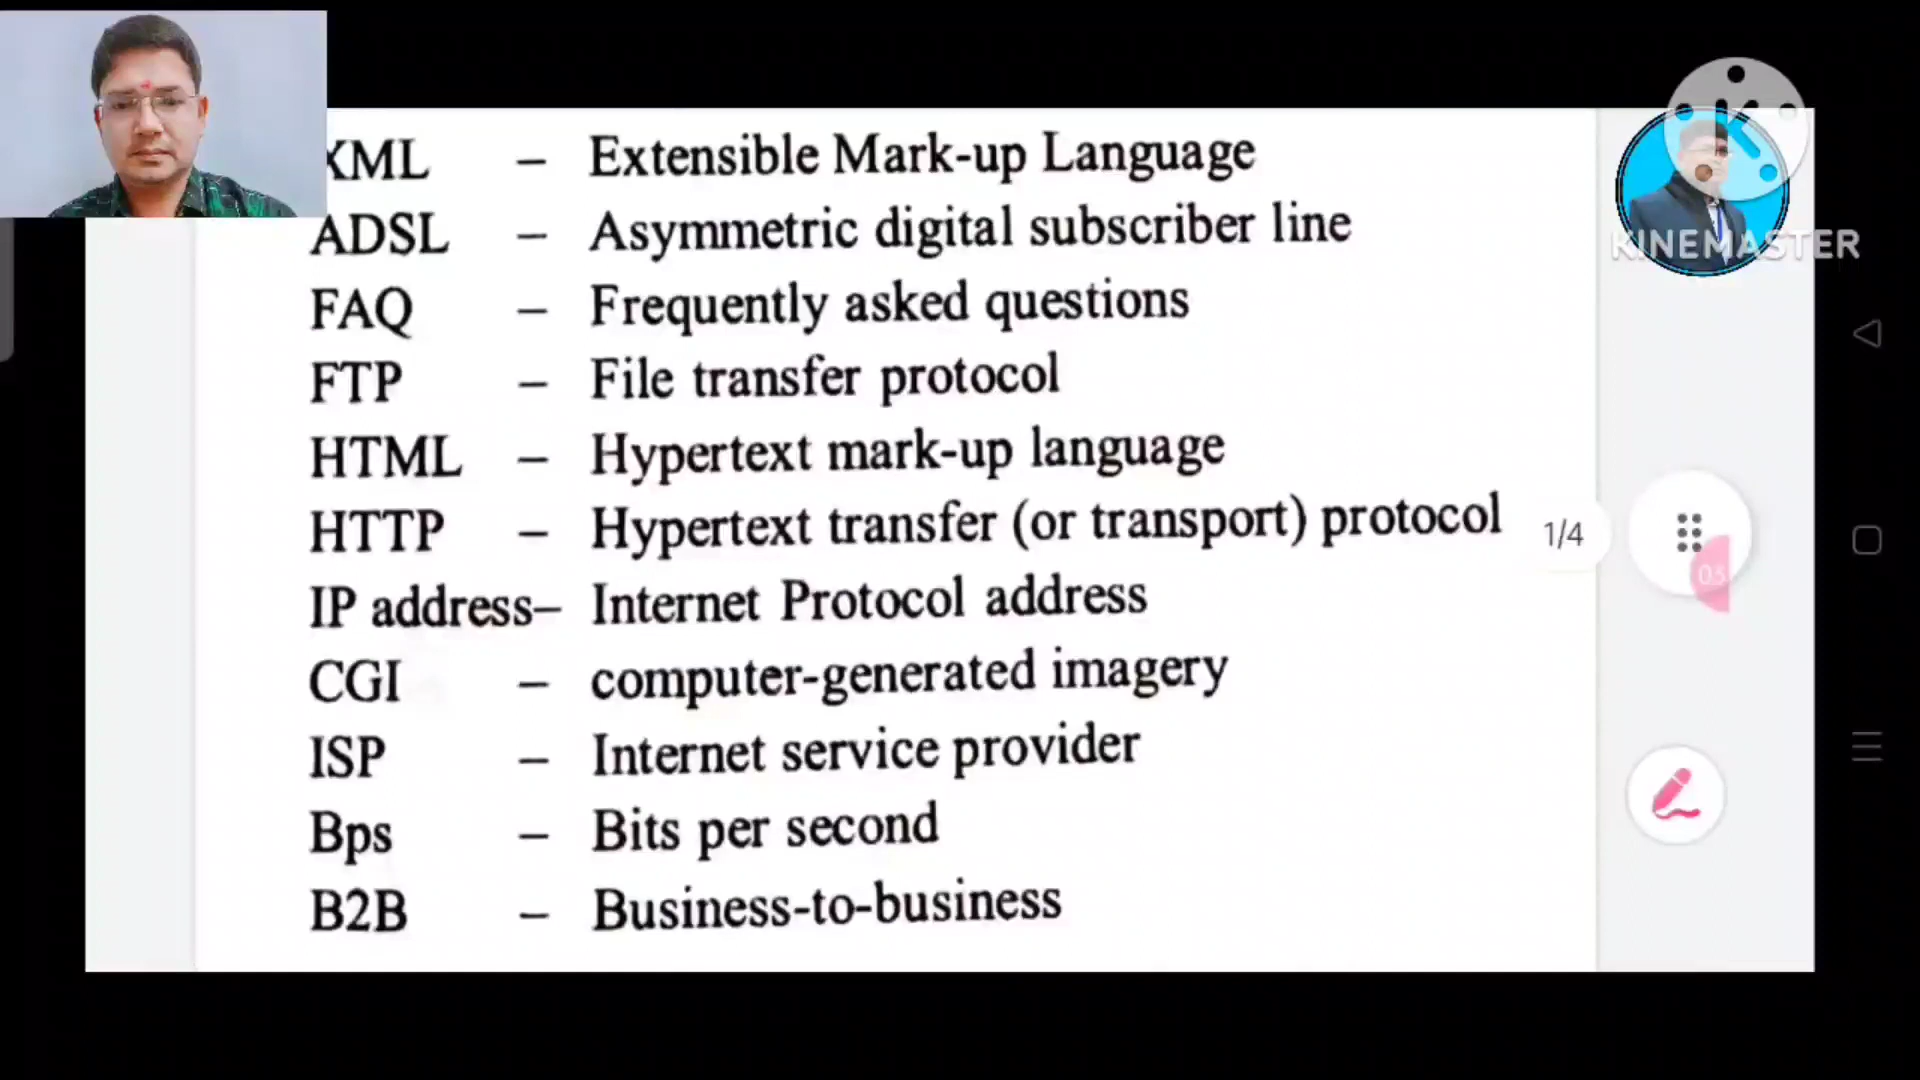 XML – Extensible Mark-up Language
ADSL – Asymmetric digital subscriber line
FAQ – Frequently asked questions
FTP – File transfer protocol
HTML – Hypertext mark-up language
HTTP – Hypertext transfer (or transport) protocol
IP address– Internet Protocol address
CGI – computer-generated imagery
ISP – Internet service provider
Bps – Bits per second
B2B – Business-to-business
KINEMASTER
1/4